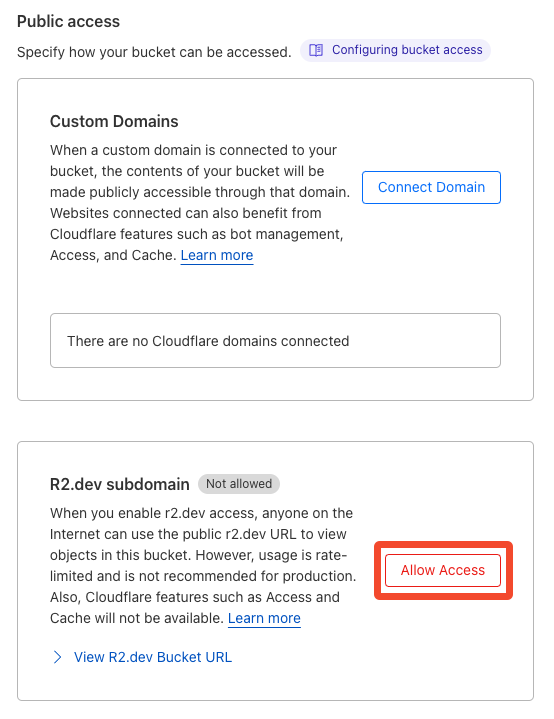 Public access
Specify how your bucket can be accessed.
Configuring bucket access
Custom Domains
When a custom domain is connected to your
bucket, the contents of your bucket will be
made publicly accessible through that domain.
Websites connected can also benefit from
Cloudflare features such as bot management,
Access, and Cache. Learn more
Connect Domain
There are no Cloudflare domains connected
R2.dev subdomain
Not allowed
When you enable r2.dev access, anyone on the
Internet can use the public r2.dev URL to view
objects in this bucket. However, usage is rate-
limited and is not recommended for production.
Also, Cloudflare features such as Access and
Cache will not be available. Learn more
Allow Access
View R2.dev Bucket URL